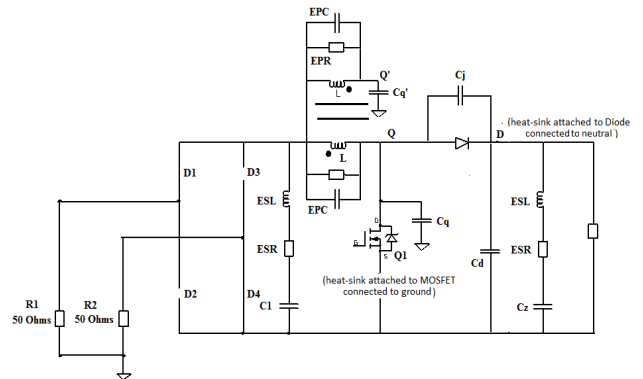 EPC
EPR
L
Q'
Cq'
Cj
(heat-sink attached to Diode
connected to neutral)
Q
D
L
D1
D3
ESL
EPC
ESR
Cq
D
G
S
Q1
(heat-sink attached to MOSFET
connected to ground)
Cd
ESL
ESR
D2
D4
C1
Cz
R1
50 Ohms
R2
50 Ohms